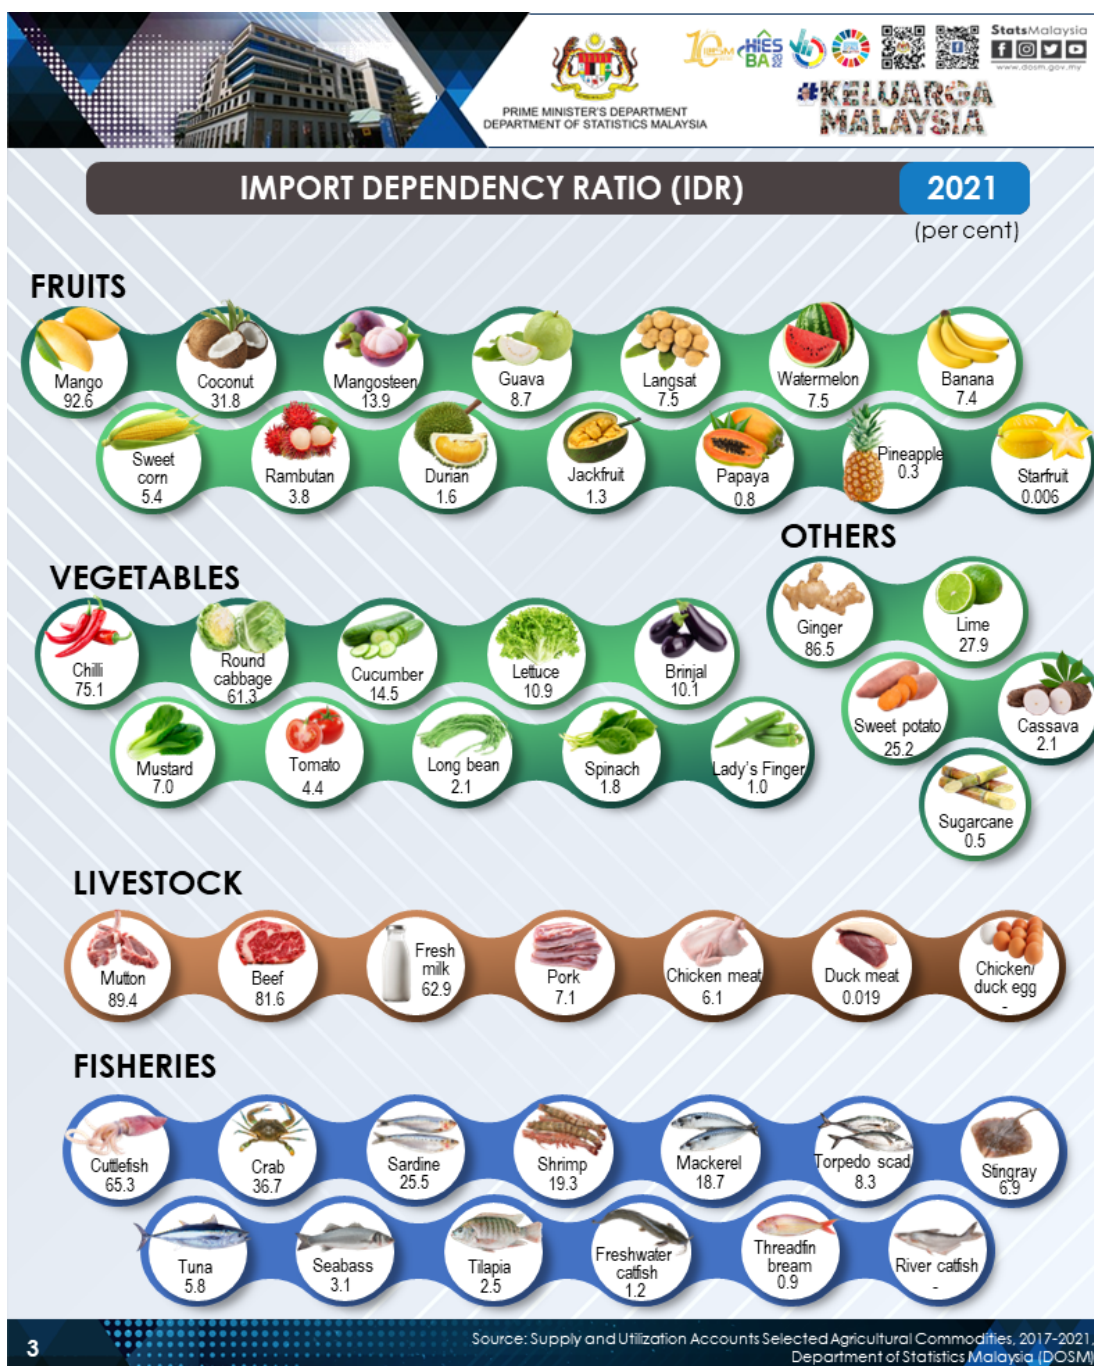 PRIME MINISTER'S DEPARTMENT
DEPARTMENT OF STATISTICS MALAYSIA
HIES
BA
StatsMalaysia
www.dosm.gov.my
#KELUARGA
MALAYSIA
IMPORT DEPENDENCY RATIO (IDR)
2021
(per cent)
FRUITS
Mango
92.6
Coconut
31.8
Mangosteen
13.9
Guava
8.7
Langsat
7.5
Watermelon
7.5
Banana
7.4
Sweet
corn
5.4
Rambutan
3.8
Durian
1.6
Jackfruit
1.3
Papaya
0.8
Pineapple
0.3
Starfruit
0.006
VEGETABLES
Chilli
75.1
Round
cabbage
61.3
Cucumber
14.5
Lettuce
10.9
Brinjal
10.1
Mustard
7.0
Tomato
4.4
Long bean
2.1
Spinach
1.8
Lady's Finger
1.0
OTHERS
Ginger
86.5
Lime
27.9
Sweet potato
25.2
Cassava
2.1
Sugarcane
0.5
LIVESTOCK
Mutton
89.4
Beef
81.6
Fresh
milk
62.9
Pork
7.1
Chicken meat
6.1
Duck meat
0.019
Chicken/
duck egg
-
FISHERIES
Cuttlefish
65.3
Crab
36.7
Sardine
25.5
Shrimp
19.3
Mackerel
18.7
Torpedo scad
8.3
Stingray
6.9
Tuna
5.8
Seabass
3.1
Tilapia
2.5
Freshwater
catfish
1.2
Threadfin
bream
0.9
River catfish
-
3
Source: Supply and Utilization Accounts Selected Agricultural Commodities, 2017-2021,
Department of Statistics Malaysia (DOSM)